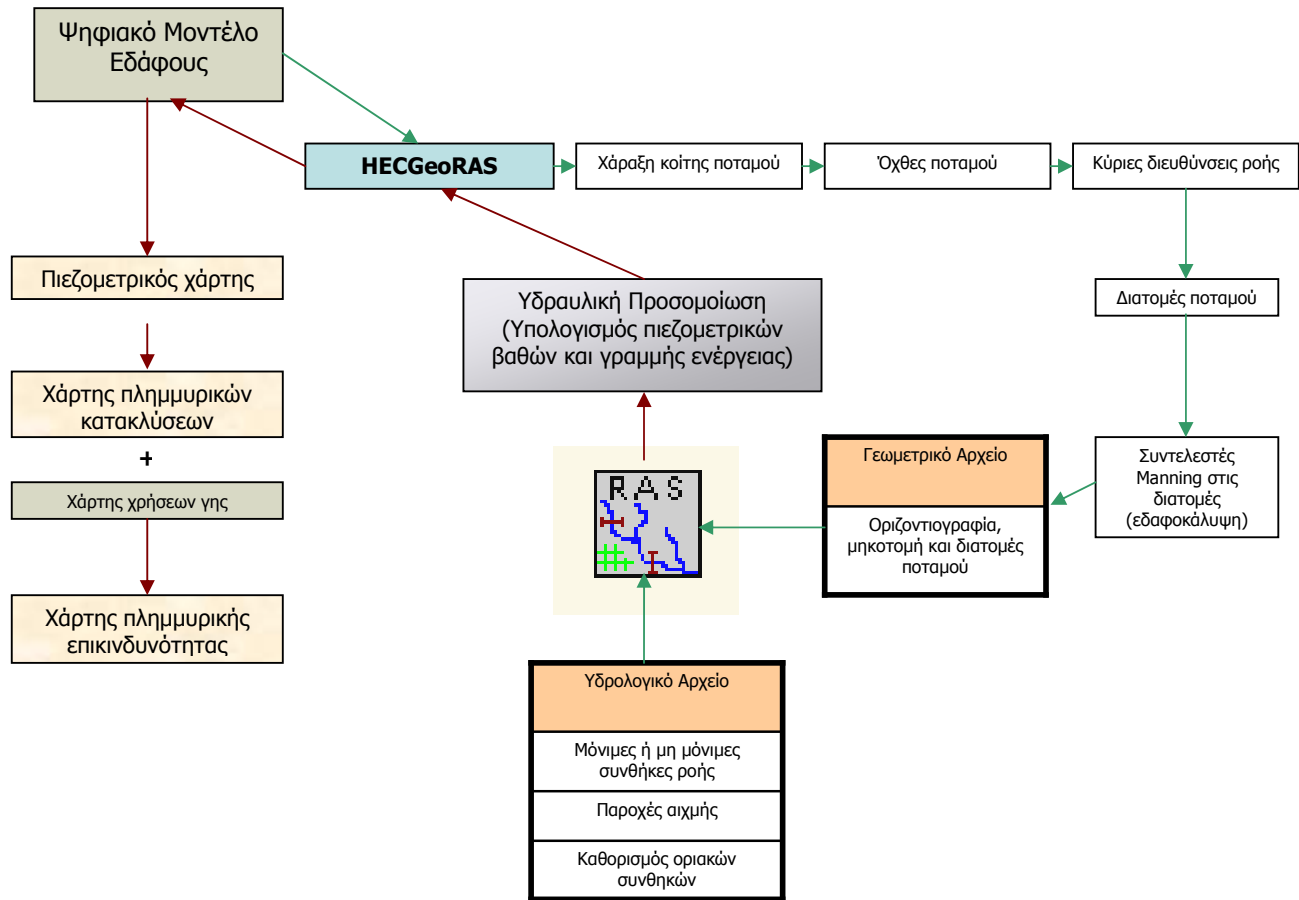 Ψηφιακό Μοντέλο
Εδάφους
HECGeoRAS
Χάραξη κοίτης ποταμού
Όχθες ποταμού
Κύριες διευθύνσεις ροής
Πιεζομετρικός χάρτης
Υδραυλική Προσομοίωση
(Υπολογισμός πιεζομετρικών
βαθών και γραμμής ενέργειας)
Διατομές ποταμού
Χάρτης πλημμυρικών
κατακλύσεων
+
Χάρτης χρήσεων γης
Χάρτης πλημμυρικής
επικινδυνότητας
RAS
Γεωμετρικό Αρχείο
Οριζοντιογραφία,
μηκοτομή και διατομές
ποταμού
Συντελεστές
Manning στις
διατομές
(εδαφοκάλυψη)
Υδρολογικό Αρχείο
Μόνιμες ή μη μόνιμες
συνθήκες ροής
Παροχές αιχμής
Καθορισμός οριακών
συνθηκών